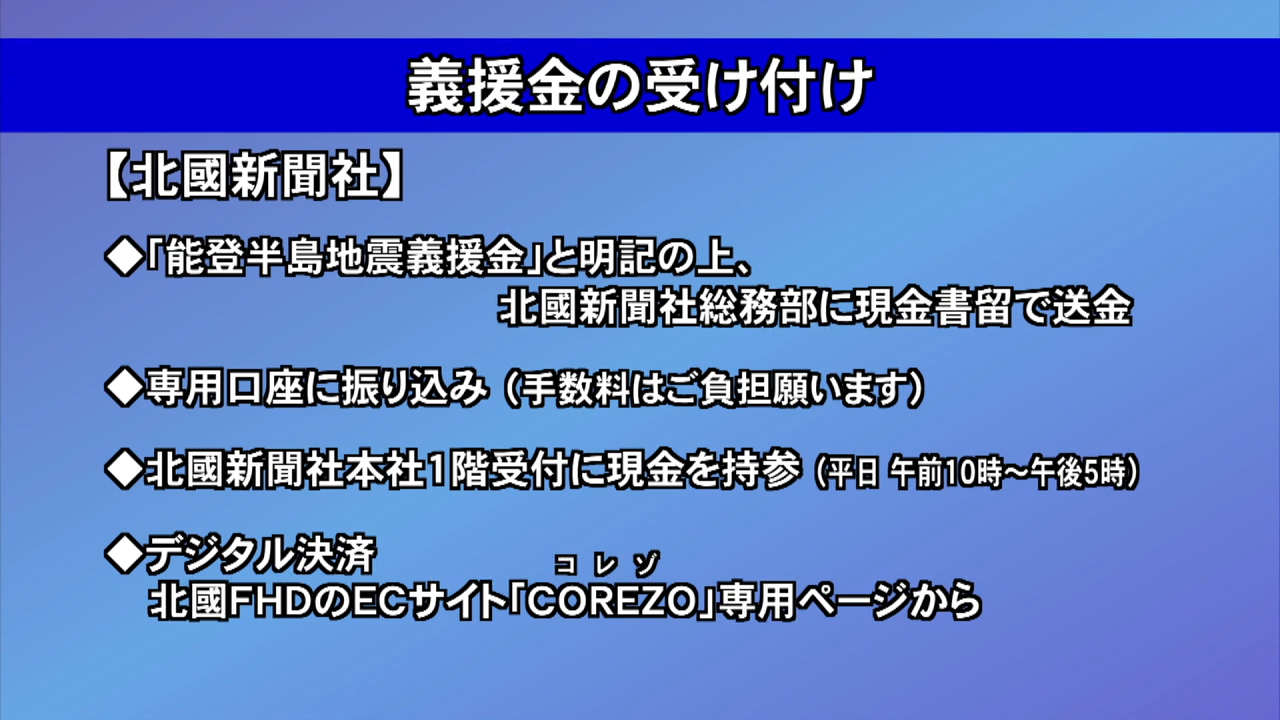 義援金の受け付け
【北國新聞社】
◆「能登半島地震義援金」と明記の上、
北國新聞社総務部に現金書留で送金
◆専用口座に振り込み（手数料はご負担願います）
◆北國新聞社本社1階受付に現金を持参（平日 午前10時～午後5時）
◆デジタル決済
コレゾ
北國FHDのECサイト「COREZO」専用ページから